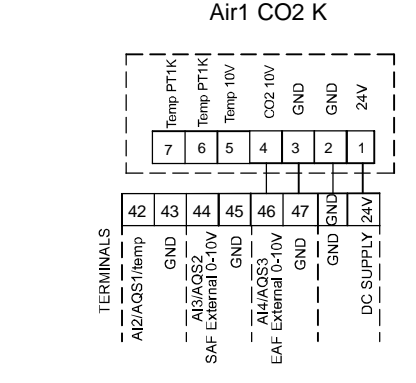 Air1 CO2 K
Temp PT1K
Temp PT1K
Temp 10V
CO2 10V
GND
GND
24V
7 6 5 4 3 2 1
42 43 44 45 46 47 GND 24V
TERMINALS
AI2/AQS1/temp
GND
AI3/AQS2
SAF External 0-10V
GND
AI4/AQS3
EAF External 0-10V
GND
GND
DC SUPPLY